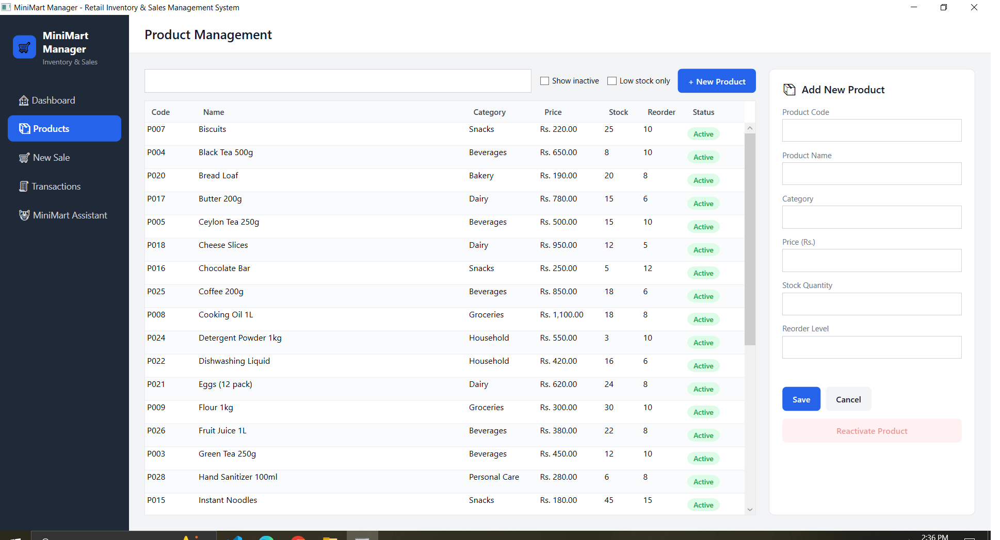 MiniMart Manager - Retail Inventory & Sales Management System
MiniMart
Manager
Inventory & Sales
Dashboard
Products
New Sale
Transactions
MiniMart Assistant
Product Management
Show inactive
Low stock only
+ New Product
Code Name Category Price Stock Reorder Status
P007 Biscuits Snacks Rs. 220.00 25 10 Active
P004 Black Tea 500g Beverages Rs. 650.00 8 10 Active
P020 Bread Loaf Bakery Rs. 190.00 20 8 Active
P017 Butter 200g Dairy Rs. 780.00 15 6 Active
P005 Ceylon Tea 250g Beverages Rs. 500.00 15 10 Active
P018 Cheese Slices Dairy Rs. 950.00 12 5 Active
P016 Chocolate Bar Snacks Rs. 250.00 5 12 Active
P025 Coffee 200g Beverages Rs. 850.00 18 6 Active
P008 Cooking Oil 1L Groceries Rs. 1,100.00 18 8 Active
P024 Detergent Powder 1kg Household Rs. 550.00 3 10 Active
P022 Dishwashing Liquid Household Rs. 420.00 16 6 Active
P021 Eggs (12 pack) Dairy Rs. 620.00 24 8 Active
P009 Flour 1kg Groceries Rs. 300.00 30 10 Active
P026 Fruit Juice 1L Beverages Rs. 380.00 22 8 Active
P003 Green Tea 250g Beverages Rs. 450.00 12 10 Active
P028 Hand Sanitizer 100ml Personal Care Rs. 280.00 6 8 Active
P015 Instant Noodles Snacks Rs. 180.00 45 15 Active
Add New Product
Product Code
Product Name
Category
Price (Rs.)
Stock Quantity
Reorder Level
Save
Cancel
Reactivate Product
2:36 PM